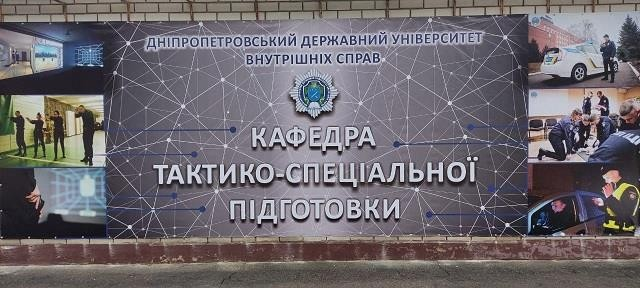 ДНІПРОПЕТРОВСЬКИЙ ДЕРЖАВНИЙ УНІВЕРСИТЕТ
ВНУТРІШНІХ СПРАВ
КАФЕДРА
ТАКТИКО-СПЕЦІАЛЬНОЇ
ПІДГОТОВКИ